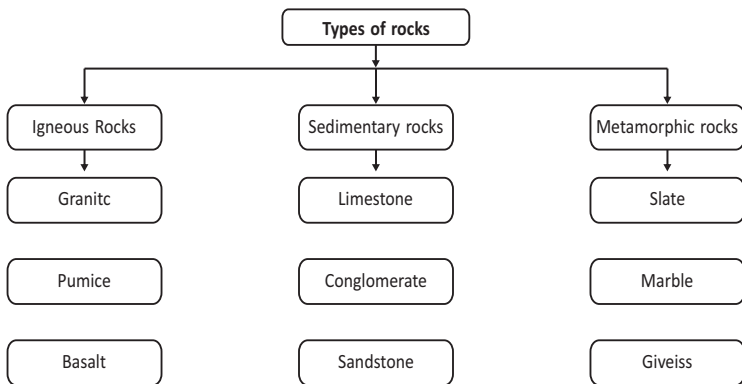 Types of rocks
Igneous Rocks
Sedimentary rocks
Metamorphic rocks
Granitc
Limestone
Slate
Pumice
Conglomerate
Marble
Basalt
Sandstone
Giveiss